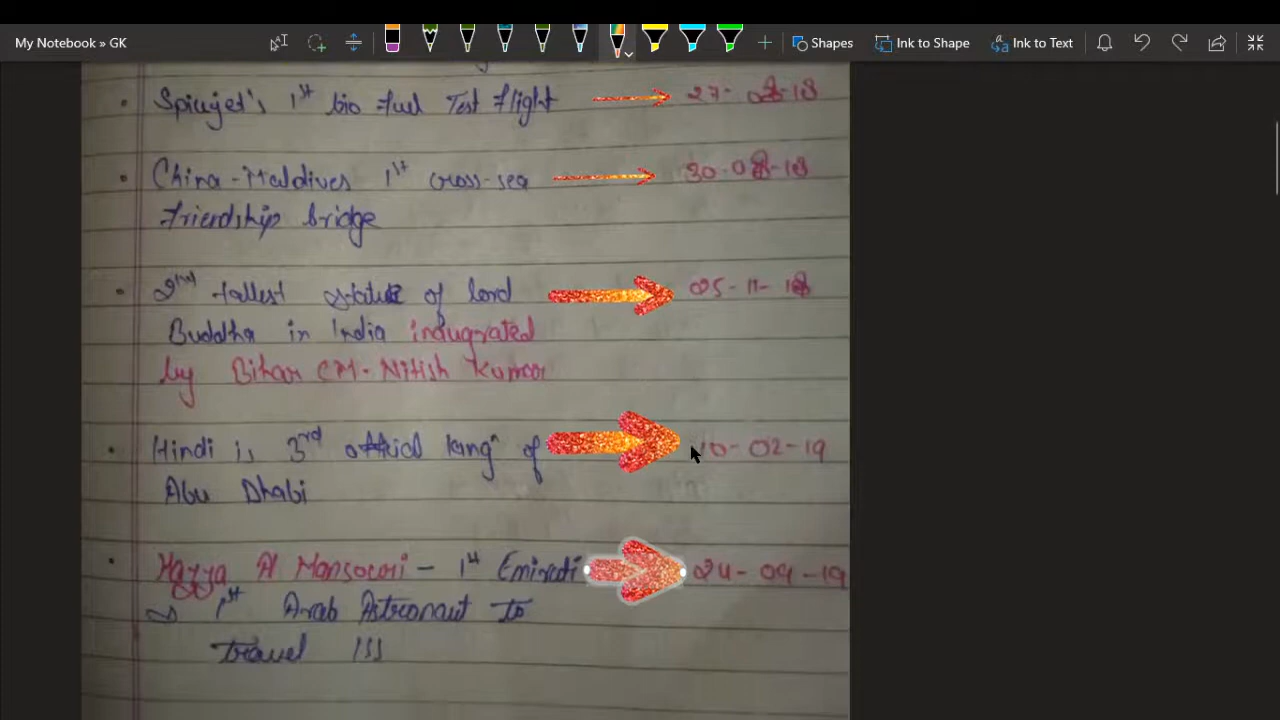 My Notebook » GK
Shapes
Ink to Shape
Ink to Text
• Spicejet's 1st bio fuel Test flight → 27-08-18
• China-Maldives 1st cross-sea → 30-08-18
friendship bridge
• 2nd tallest statue of lord → 25-11-18
Buddha in India
by Bihar CM- Nitish Kumar
• Hindi is 3rd official lang of → 10-02-19
Abu Dhabi
• Hazza Al Mansoori - 1st Emirati → 24-09-19
→ 1st Arab Astronaut to
travel ISS